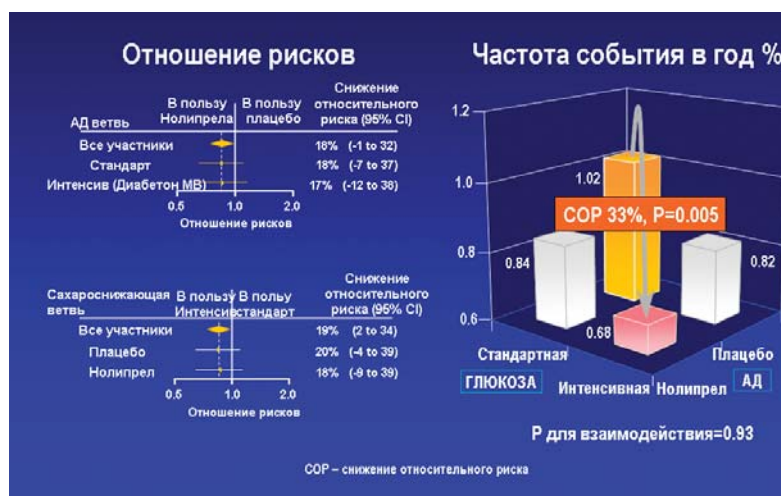 Отношение рисков
Снижение
В пользу В пользу относительного
АД ветвь Нолипрела плацебо риска (95% CI)
Все участники 18% (-1 to 32)
Стандарт 18% (-7 to 37)
Интенсив (Диабетон МВ) 17% (-12 to 38)
0.5 1.0 2.0
Отношение рисков
Снижение
Сахароснижающая В пользу В польу относительного
ветвь Интенсив стандарт риска (95% CI)
Все участники 19% (2 to 34)
Плацебо 20% (-4 to 39)
Нолипрел 18% (-9 to 39)
0.5 1.0 2.0
Отношение рисков
Частота события в год %
1.2
1.0
0.8
0.6
1.02
СОР 33%, P=0.005
0.84
0.82
0.68
Стандартная Плацебо
ГЛЮКОЗА Интенсивная Нолипрел АД
Р для взаимодействия=0.93
СОР – снижение относительного риска